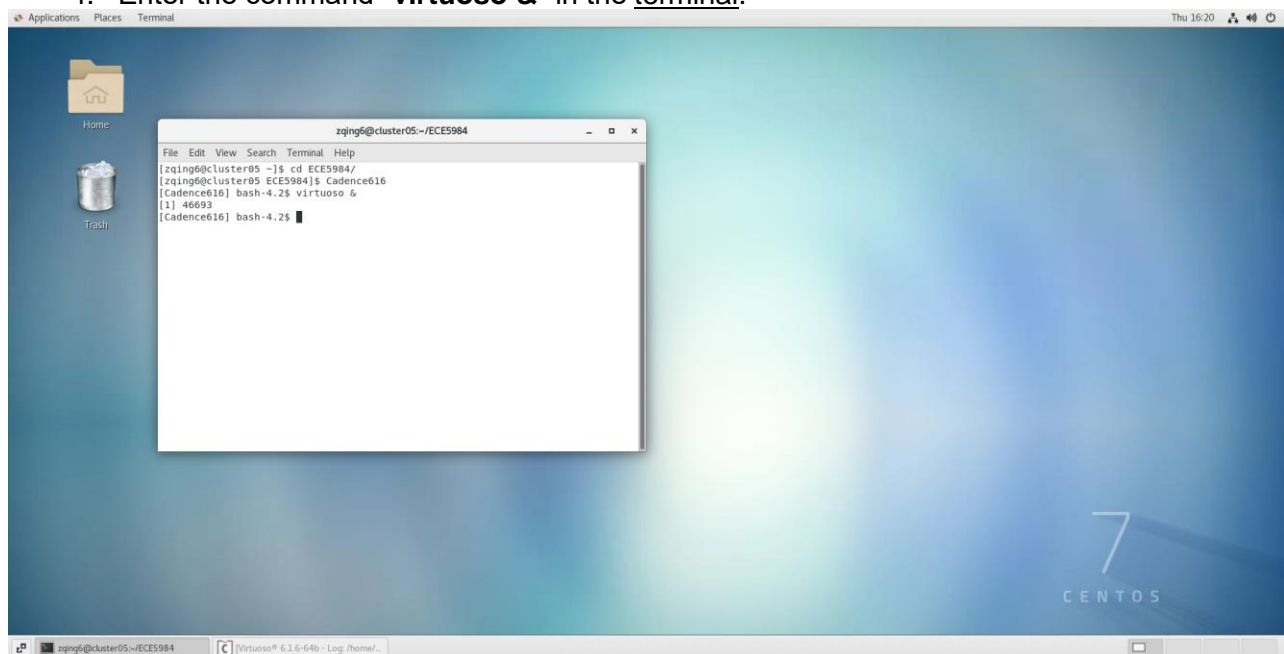 Enter the command "virtuoso &" in the terminal.
Applications Places Terminal Thu 16:20
Home
Trash
zqing6@cluster05:~/ECE5984
File Edit View Search Terminal Help
[zqing6@cluster05 ~]$ cd ECE5984/
[zqing6@cluster05 ECE5984]$ Cadence616
[Cadence616] bash-4.2$ virtuoso &
[1] 46693
[Cadence616] bash-4.2$
7
CENTOS
zqing6@cluster05:~/ECE5984 [Virtuoso® 6.1.6-64b - Log: /home/...